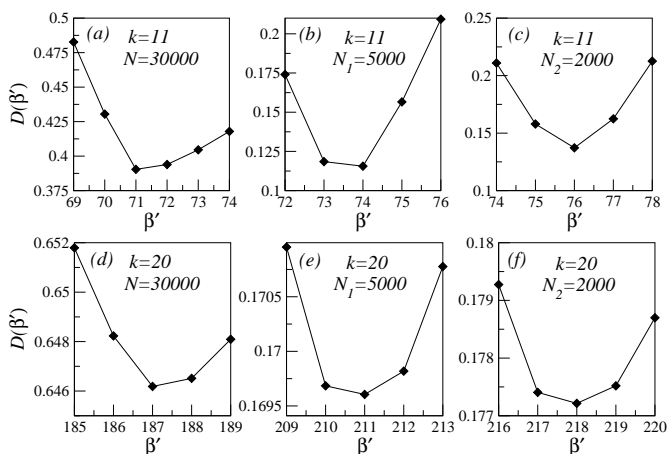 (a) k=11
N=30000
D(β′)
0.5
0.475
0.45
0.425
0.4
0.375
69 70 71 72 73 74
β′
(b) k=11
N1=5000
0.2
0.175
0.15
0.125
0.1
72 73 74 75 76
β′
(c) k=11
N2=2000
0.25
0.2
0.15
0.1
74 75 76 77 78
β′
(d) k=20
N=30000
D(β′)
0.652
0.65
0.648
0.646
185 186 187 188 189
β′
(e) k=20
N1=5000
0.1705
0.17
0.1695
209 210 211 212 213
β′
(f) k=20
N2=2000
0.18
0.179
0.178
0.177
216 217 218 219 220
β′